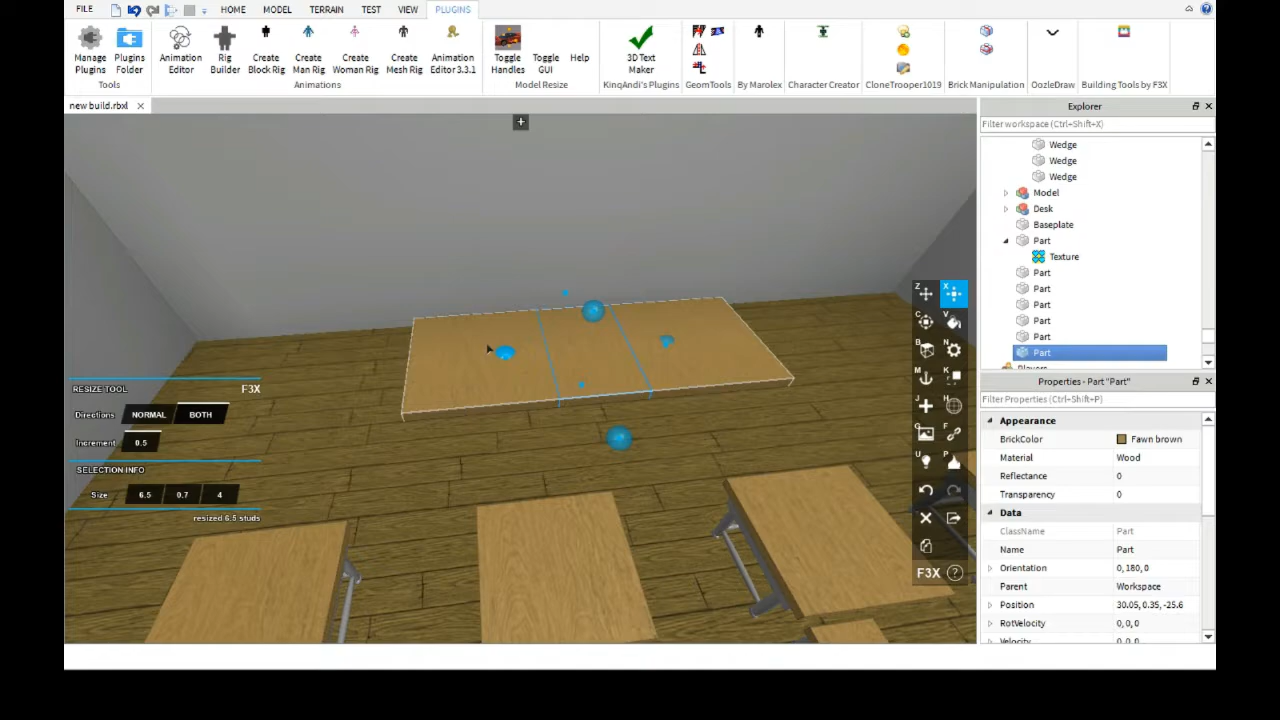 FILE HOME MODEL TERRAIN TEST VIEW PLUGINS
Manage Plugins Plugins Folder Animation Editor Rig Builder Create Block Rig Create Man Rig Create Woman Rig Create Mesh Rig Animation Editor 3.3.1 Toggle Handles Toggle GUI Help 3D Text Maker
Tools Animations Model Resize KinqAndi's Plugins GeomTools By Marolex Character Creator CloneTrooper1019 Brick Manipulation OozleDraw Building Tools by F3X
new build.rbxl
Explorer
Filter workspace (Ctrl+Shift+X)
Wedge
Wedge
Wedge
Model
Desk
Baseplate
Part
Texture
Part
Part
Part
Part
Part
Part
Properties - Part "Part"
Filter Properties (Ctrl+Shift+P)
Appearance
BrickColor Fawn brown
Material Wood
Reflectance 0
Transparency 0
Data
ClassName Part
Name Part
Orientation 0, 180, 0
Parent Workspace
Position 30.05, 0.35, -25.6
RotVelocity 0, 0, 0
Velocity 0, 0, 0
RESIZE TOOL F3X
Directions NORMAL BOTH
Increment 0.5
SELECTION INFO
Size 6.5 0.7 4
resized 6.5 studs
Z X
C V
B N
M K
J H
G F
U P
F3X ?